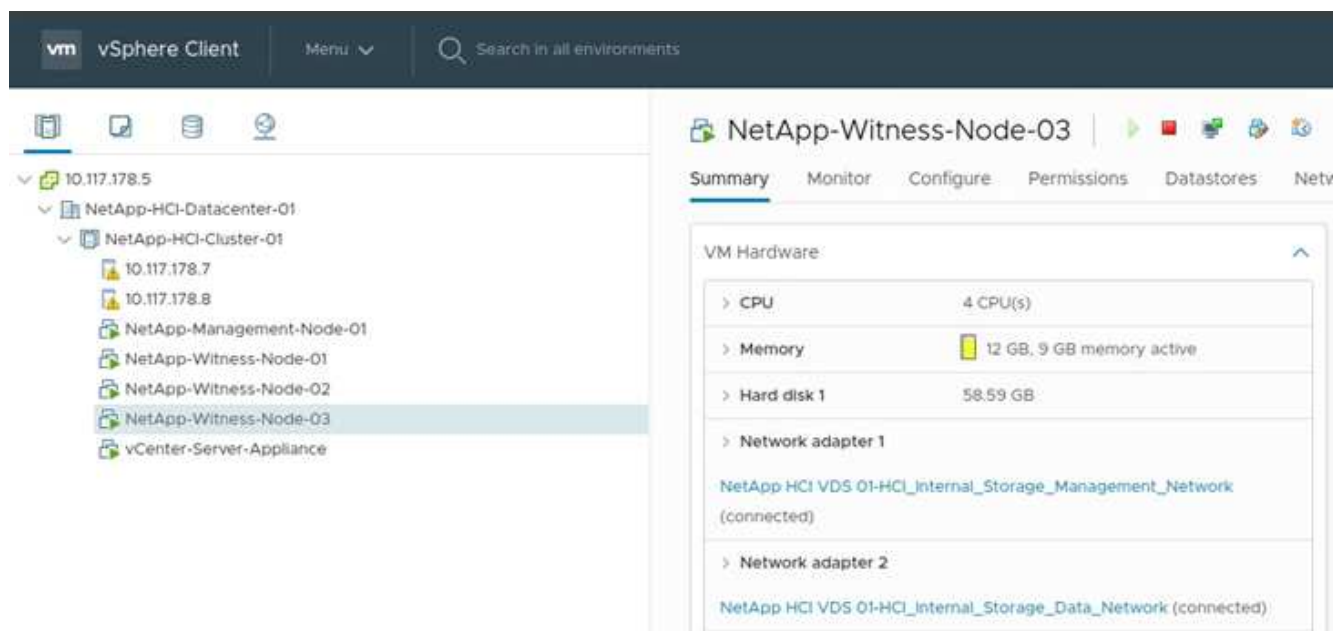 vm vSphere Client Menu Search in all environments
10.117.178.5
NetApp-HCI-Datacenter-01
NetApp-HCI-Cluster-01
10.117.178.7
10.117.178.8
NetApp-Management-Node-01
NetApp-Witness-Node-01
NetApp-Witness-Node-02
NetApp-Witness-Node-03
vCenter-Server-Appliance
NetApp-Witness-Node-03
Summary Monitor Configure Permissions Datastores Netw
VM Hardware
CPU 4 CPU(s)
Memory 12 GB, 9 GB memory active
Hard disk 1 58.59 GB
Network adapter 1
NetApp HCI VDS 01-HCI_Internal_Storage_Management_Network
(connected)
Network adapter 2
NetApp HCI VDS 01-HCI_Internal_Storage_Data_Network (connected)